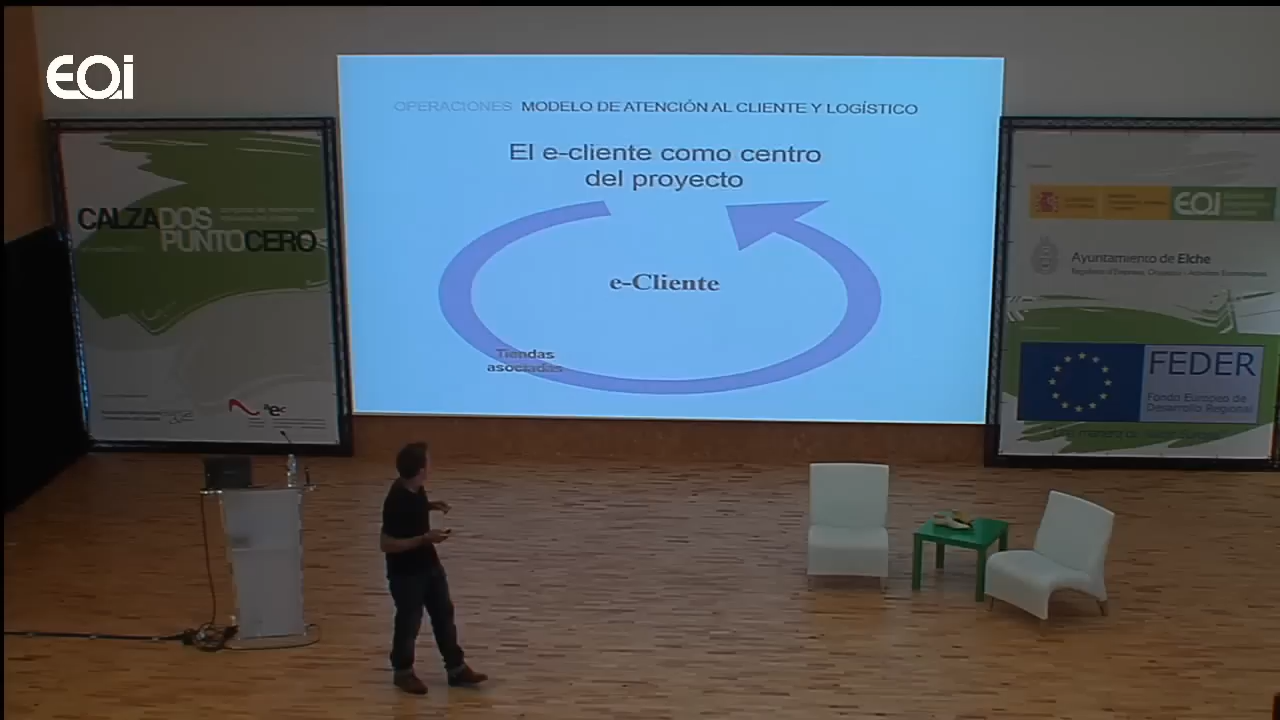 EOi
OPERACIONES: MODELO DE ATENCIÓN AL CLIENTE Y LOGÍSTICO
El e-cliente como centro
del proyecto
e-Cliente
Tiendas
asociadas
CALZADOS
PUNTOCERO
EOI
Ayuntamiento de Elche
FEDER
Fondo Europeo de
Desarrollo Regional